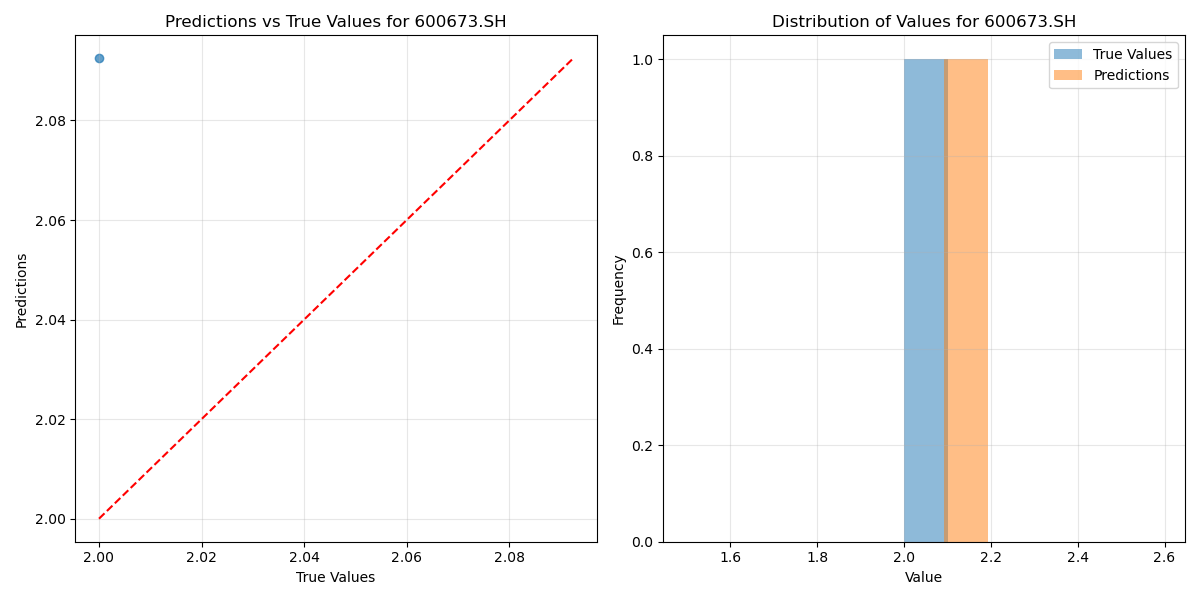 Predictions vs True Values for 600673.SH
Predictions
2.08
2.06
2.04
2.02
2.00
2.00 2.02 2.04 2.06 2.08
True Values
Distribution of Values for 600673.SH
True Values
Predictions
Frequency
1.0
0.8
0.6
0.4
0.2
0.0
1.6 1.8 2.0 2.2 2.4 2.6
Value